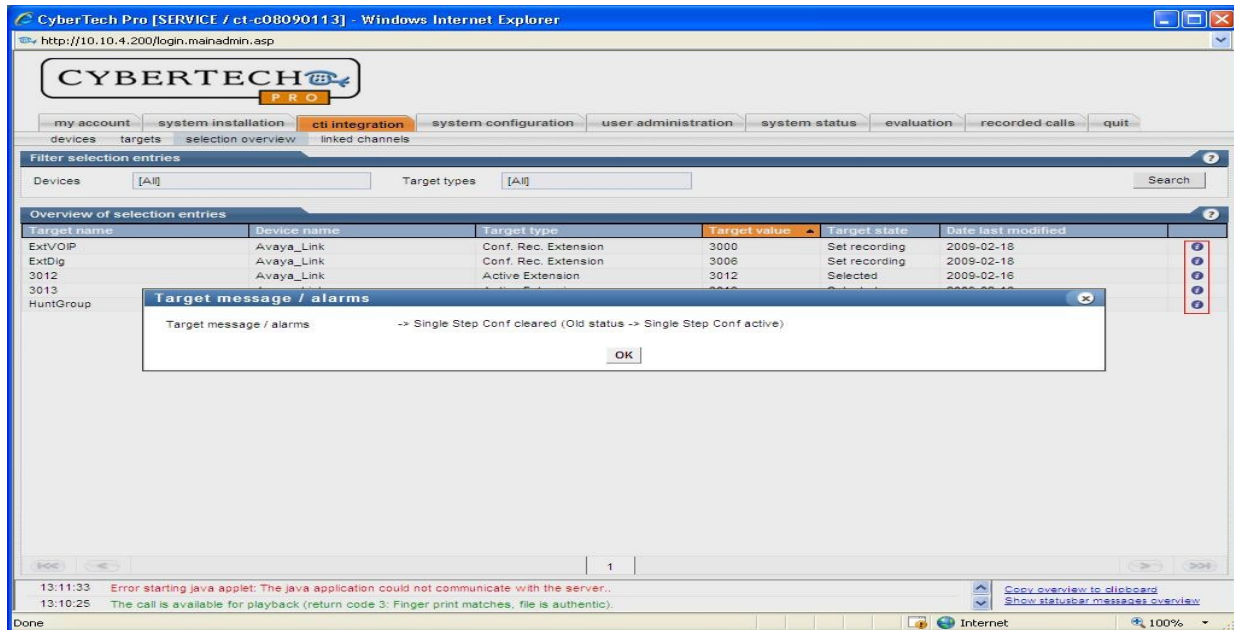 CyberTech Pro [SERVICE / ct-c08090113] - Windows Internet Explorer
http://10.10.4.200/login.mainadmin.asp
CYBERTECH
PRO
my account system installation cti integration system configuration user administration system status evaluation recorded calls quit
devices targets selection overview linked channels
Filter selection entries ?
Devices [All] Target types [All] Search
Overview of selection entries ?
Target name Device name Target type Target value Target state Date last modified
ExtVOIP Avaya_Link Conf. Rec. Extension 3000 Set recording 2009-02-18
ExtDig Avaya_Link Conf. Rec. Extension 3006 Set recording 2009-02-18
3012 Avaya_Link Active Extension 3012 Selected 2009-02-16
3013
HuntGroup
Target message / alarms
Target message / alarms -> Single Step Conf cleared (Old status -> Single Step Conf active)
OK
1
13:11:33 Error starting java applet: The java application could not communicate with the server..
13:10:25 The call is available for playback (return code 3: Finger print matches, file is authentic).
Copy overview to clipboard
Show statusbar messages overview
Done Internet 100%